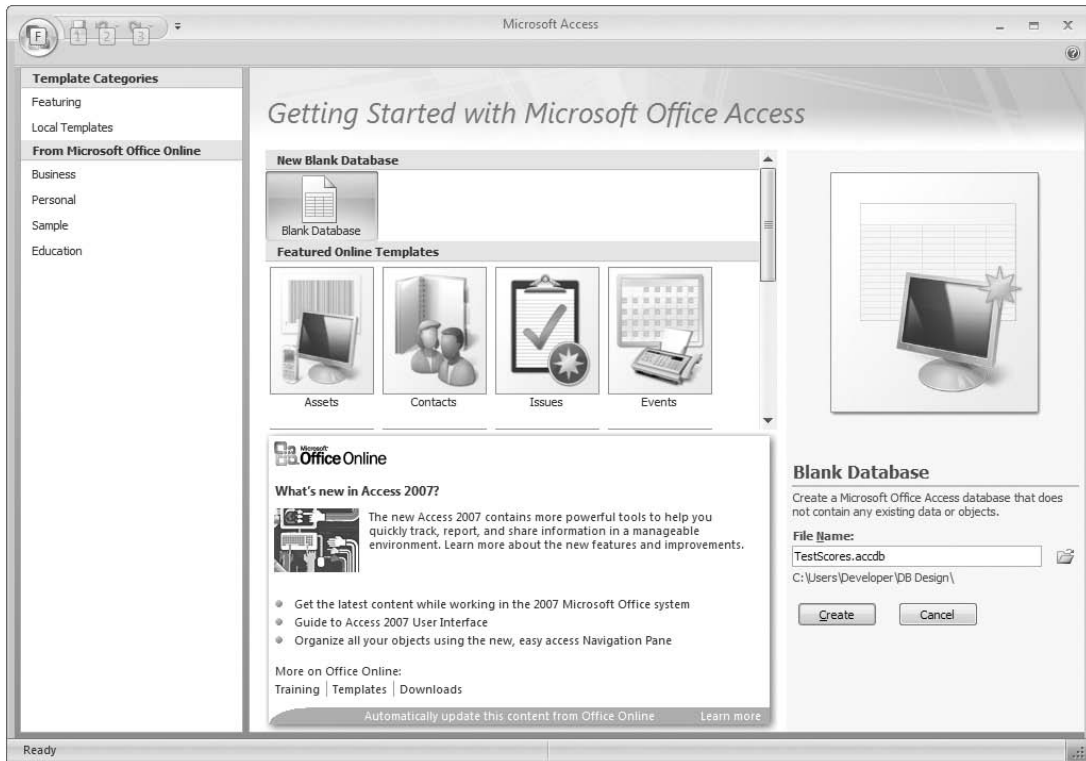 Microsoft Access
F
1
2
3
Template Categories
Featuring
Local Templates
From Microsoft Office Online
Business
Personal
Sample
Education
Getting Started with Microsoft Office Access
New Blank Database
Blank Database
Featured Online Templates
Assets
Contacts
Issues
Events
Microsoft
Office Online
What's new in Access 2007?
The new Access 2007 contains more powerful tools to help you
quickly track, report, and share information in a manageable
environment. Learn more about the new features and improvements.
Get the latest content while working in the 2007 Microsoft Office system
Guide to Access 2007 User Interface
Organize all your objects using the new, easy access Navigation Pane
More on Office Online:
Training | Templates | Downloads
Automatically update this content from Office Online Learn more
Blank Database
Create a Microsoft Office Access database that does
not contain any existing data or objects.
File Name:
TestScores.accdb
C:\Users\Developer\DB Design\
Create Cancel
Ready